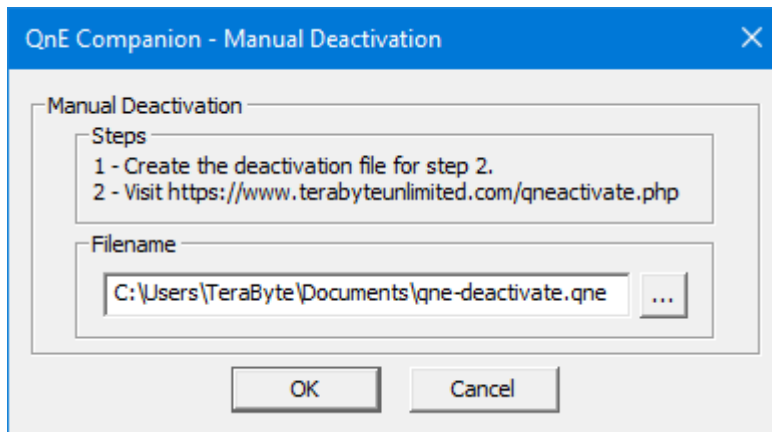 QnE Companion - Manual Deactivation
Manual Deactivation
Steps
1 - Create the deactivation file for step 2.
2 - Visit https://www.terabyteunlimited.com/qneactivate.php
Filename
C:\Users\TeraByte\Documents\qne-deactivate.qne
...
OK
Cancel